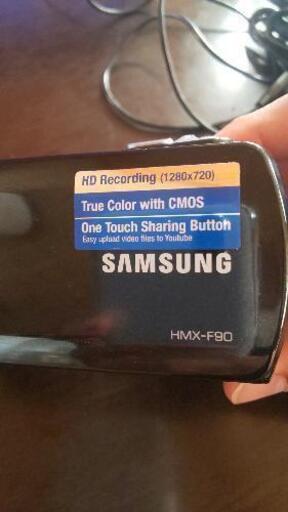 HD Recording (1280x720)
True Color with CMOS
One Touch Sharing Button
Easy upload video files to Youtube
SAMSUNG
HMX-F90